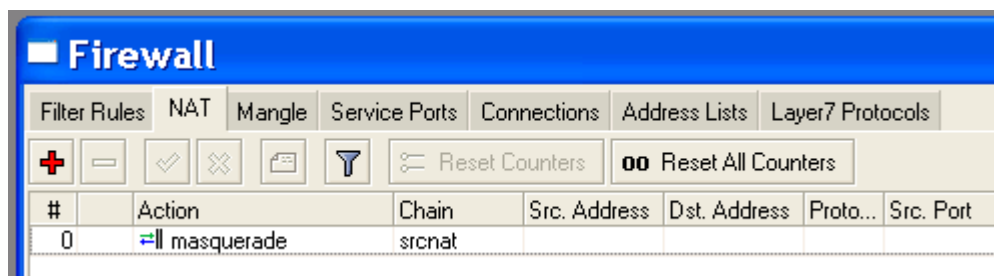 Firewall
Filter Rules NAT Mangle Service Ports Connections Address Lists Layer7 Protocols
Reset Counters 00 Reset All Counters
# Action Chain Src. Address Dst. Address Proto... Src. Port
0 masquerade srcnat